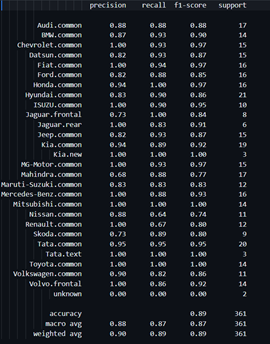 precision recall f1-score support
Audi.common 0.88 0.88 0.88 17
BMW.common 0.87 0.93 0.90 14
Chevrolet.common 1.00 0.93 0.97 15
Datsun.common 0.82 0.93 0.87 15
Fiat.common 1.00 0.94 0.97 16
Ford.common 0.82 0.88 0.85 16
Honda.common 0.94 1.00 0.97 16
Hyundai.common 0.83 0.90 0.86 21
ISUZU.common 1.00 0.90 0.95 10
Jaguar.frontal 0.73 1.00 0.84 8
Jaguar.rear 1.00 0.83 0.91 6
Jeep.common 0.82 0.93 0.87 15
Kia.common 0.94 0.89 0.92 19
Kia.new 1.00 1.00 1.00 3
MG-Motor.common 1.00 0.93 0.97 15
Mahindra.common 0.68 0.88 0.77 17
Maruti-Suzuki.common 0.83 0.83 0.83 12
Mercedes-Benz.common 1.00 0.88 0.93 16
Mitsubishi.common 1.00 1.00 1.00 14
Nissan.common 0.88 0.64 0.74 11
Renault.common 1.00 0.67 0.80 12
Skoda.common 0.73 0.89 0.80 9
Tata.common 0.95 0.95 0.95 20
Tata.text 1.00 1.00 1.00 3
Toyota.common 1.00 1.00 1.00 14
Volkswagen.common 0.90 0.82 0.86 11
Volvo.frontal 1.00 0.86 0.92 14
unknown 0.00 0.00 0.00 2
accuracy 0.89 361
macro avg 0.88 0.87 0.87 361
weighted avg 0.90 0.89 0.89 361